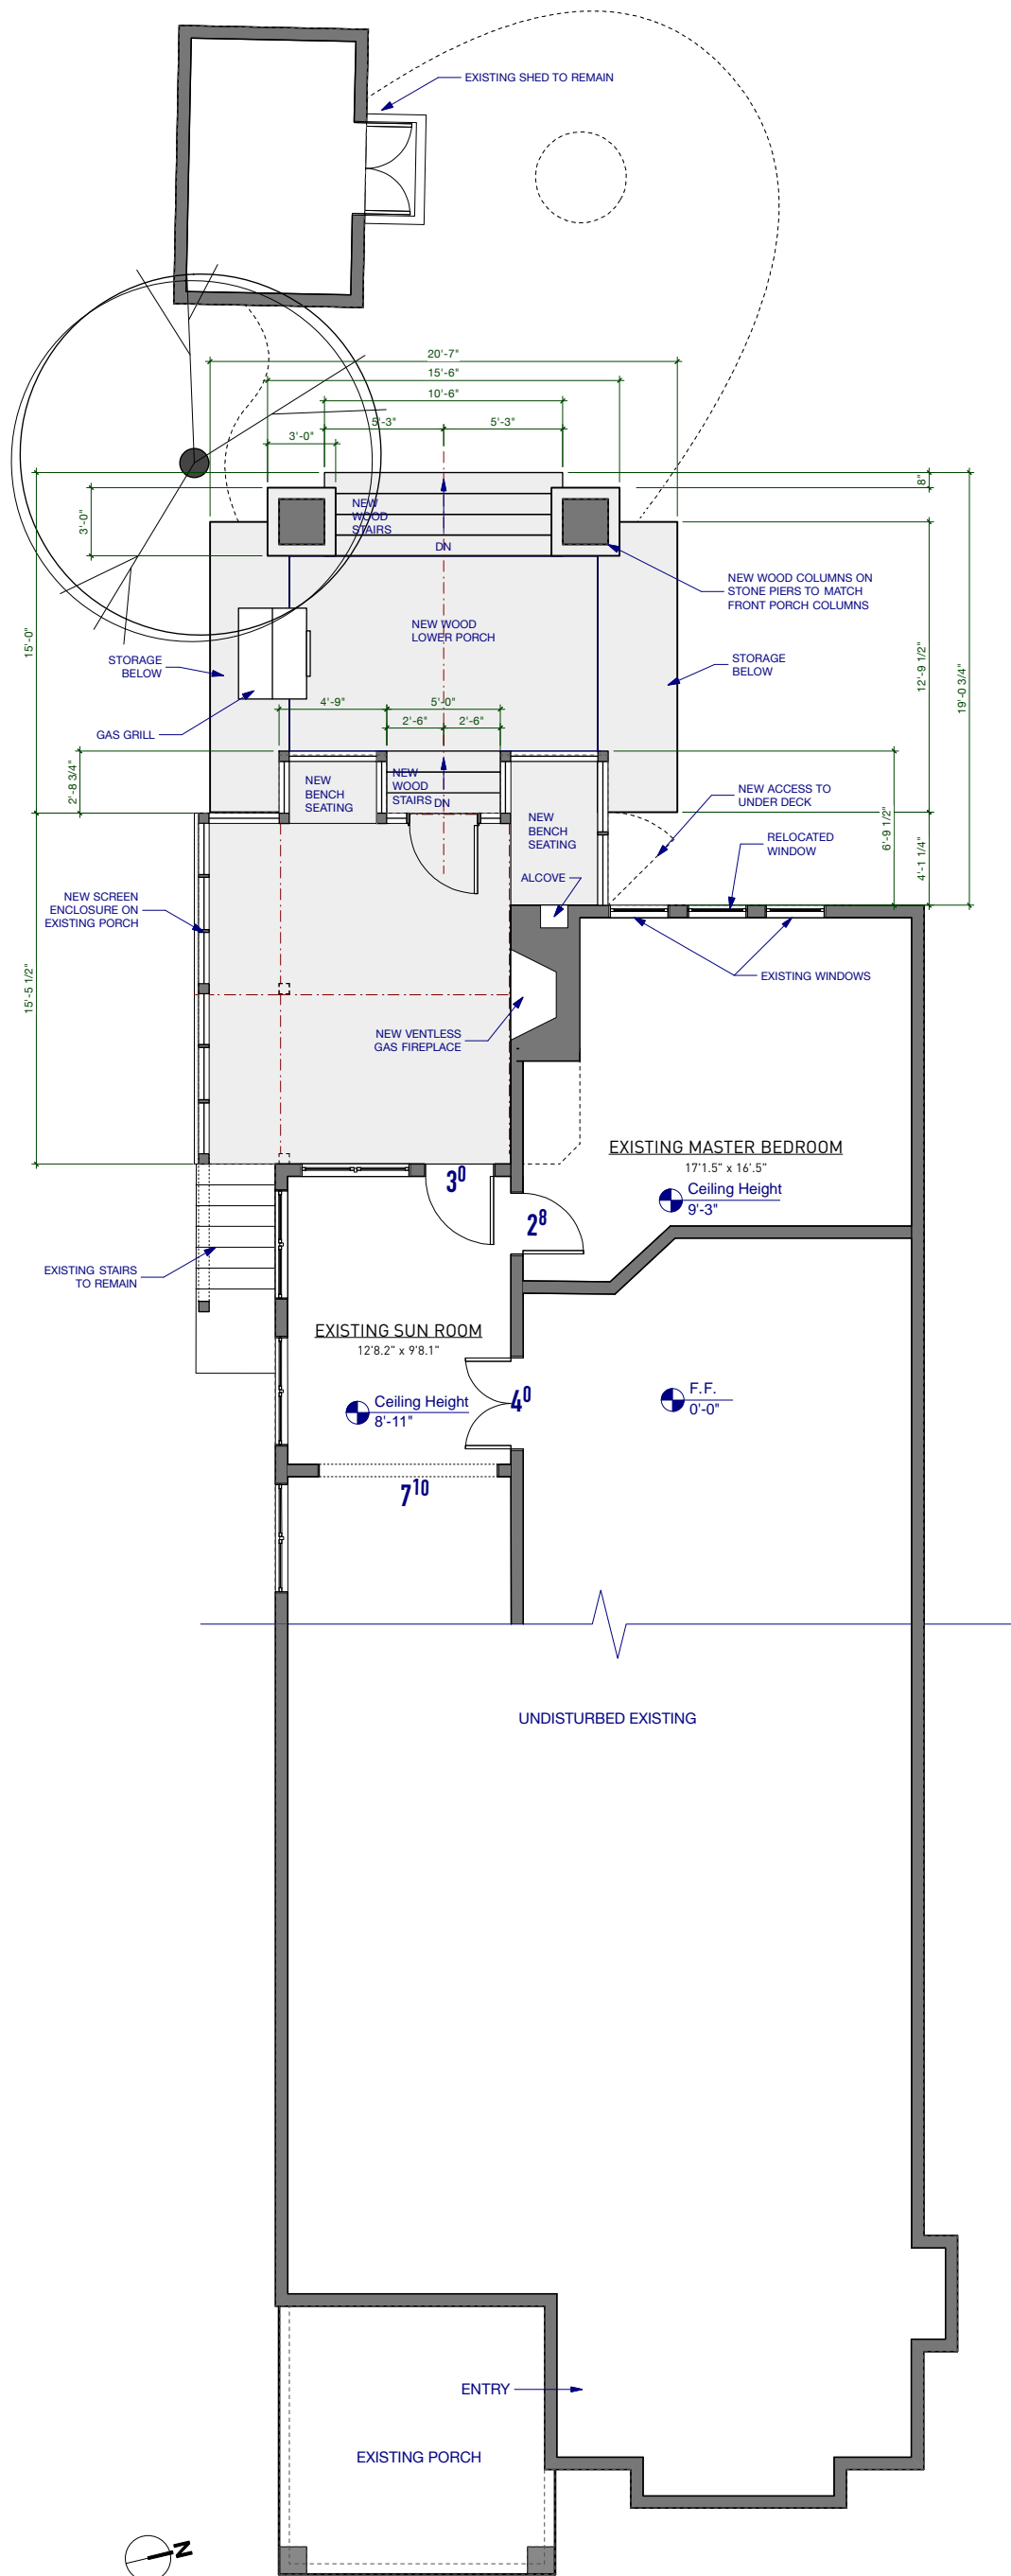 EXISTING SHED TO REMAIN
20'-7"
15'-6"
10'-6"
5'-3"
5'-3"
3'-0"
8"
3'-0"
NEW
WOOD
STAIRS
DN
NEW WOOD COLUMNS ON
STONE PIERS TO MATCH
FRONT PORCH COLUMNS
NEW WOOD
LOWER PORCH
15'-0"
12'-9 1/2"
19'-0 3/4"
STORAGE
BELOW
STORAGE
BELOW
GAS GRILL
4'-9"
5'-0"
2'-6"
2'-6"
2'-8 3/4"
NEW
BENCH
SEATING
NEW
WOOD
STAIRS
DN
NEW
BENCH
SEATING
NEW ACCESS TO
UNDER DECK
6'-9 1/2"
4'-1 1/4"
RELOCATED
WINDOW
ALCOVE
NEW SCREEN
ENCLOSURE ON
EXISTING PORCH
EXISTING WINDOWS
15'-5 1/2"
NEW VENTLESS
GAS FIREPLACE
EXISTING MASTER BEDROOM
17'1.5" x 16'.5"
Ceiling Height
9'-3"
30
28
EXISTING STAIRS
TO REMAIN
EXISTING SUN ROOM
12'8.2" x 9'8.1"
Ceiling Height
8'-11"
40
F.F.
0'-0"
710
UNDISTURBED EXISTING
ENTRY
EXISTING PORCH
N